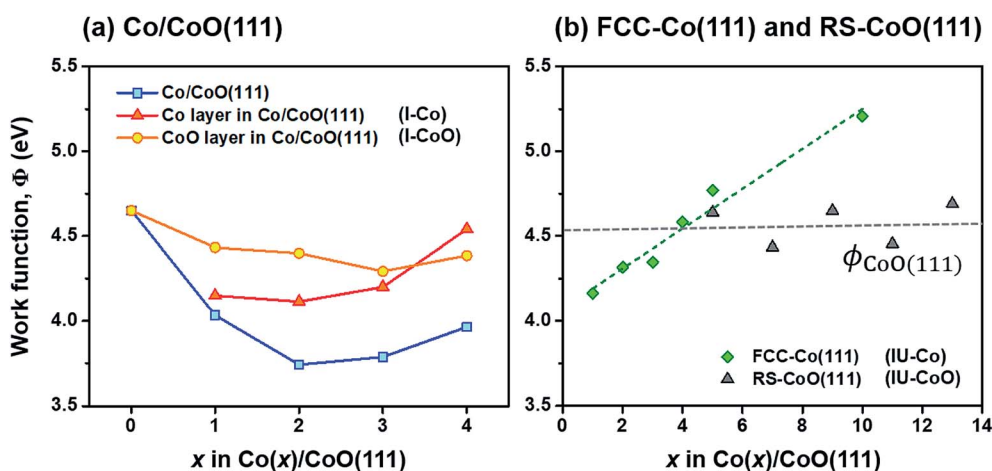 (a) Co/CoO(111)
Work function, Φ (eV)
5.5
5.0
4.5
4.0
3.5
Co/CoO(111)
Co layer in Co/CoO(111) (I-Co)
CoO layer in Co/CoO(111) (I-CoO)
0 1 2 3 4
x in Co(x)/CoO(111)
(b) FCC-Co(111) and RS-CoO(111)
5.5
5.0
4.5
4.0
3.5
ϕCoO(111)
FCC-Co(111) (IU-Co)
RS-CoO(111) (IU-CoO)
0 2 4 6 8 10 12 14
x in Co(x)/CoO(111)